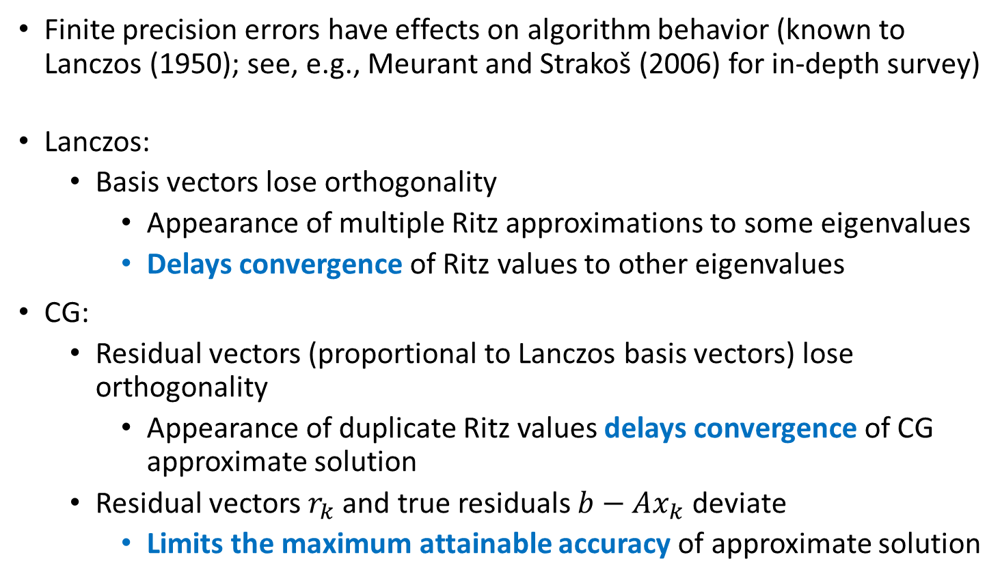 • Finite precision errors have effects on algorithm behavior (known to
Lanczos (1950); see, e.g., Meurant and Strakoš (2006) for in-depth survey)
• Lanczos:
• Basis vectors lose orthogonality
• Appearance of multiple Ritz approximations to some eigenvalues
• Delays convergence of Ritz values to other eigenvalues
• CG:
• Residual vectors (proportional to Lanczos basis vectors) lose
orthogonality
• Appearance of duplicate Ritz values delays convergence of CG
approximate solution
• Residual vectors 𝑟ₖ and true residuals 𝑏 − 𝐴𝑥ₖ deviate
• Limits the maximum attainable accuracy of approximate solution